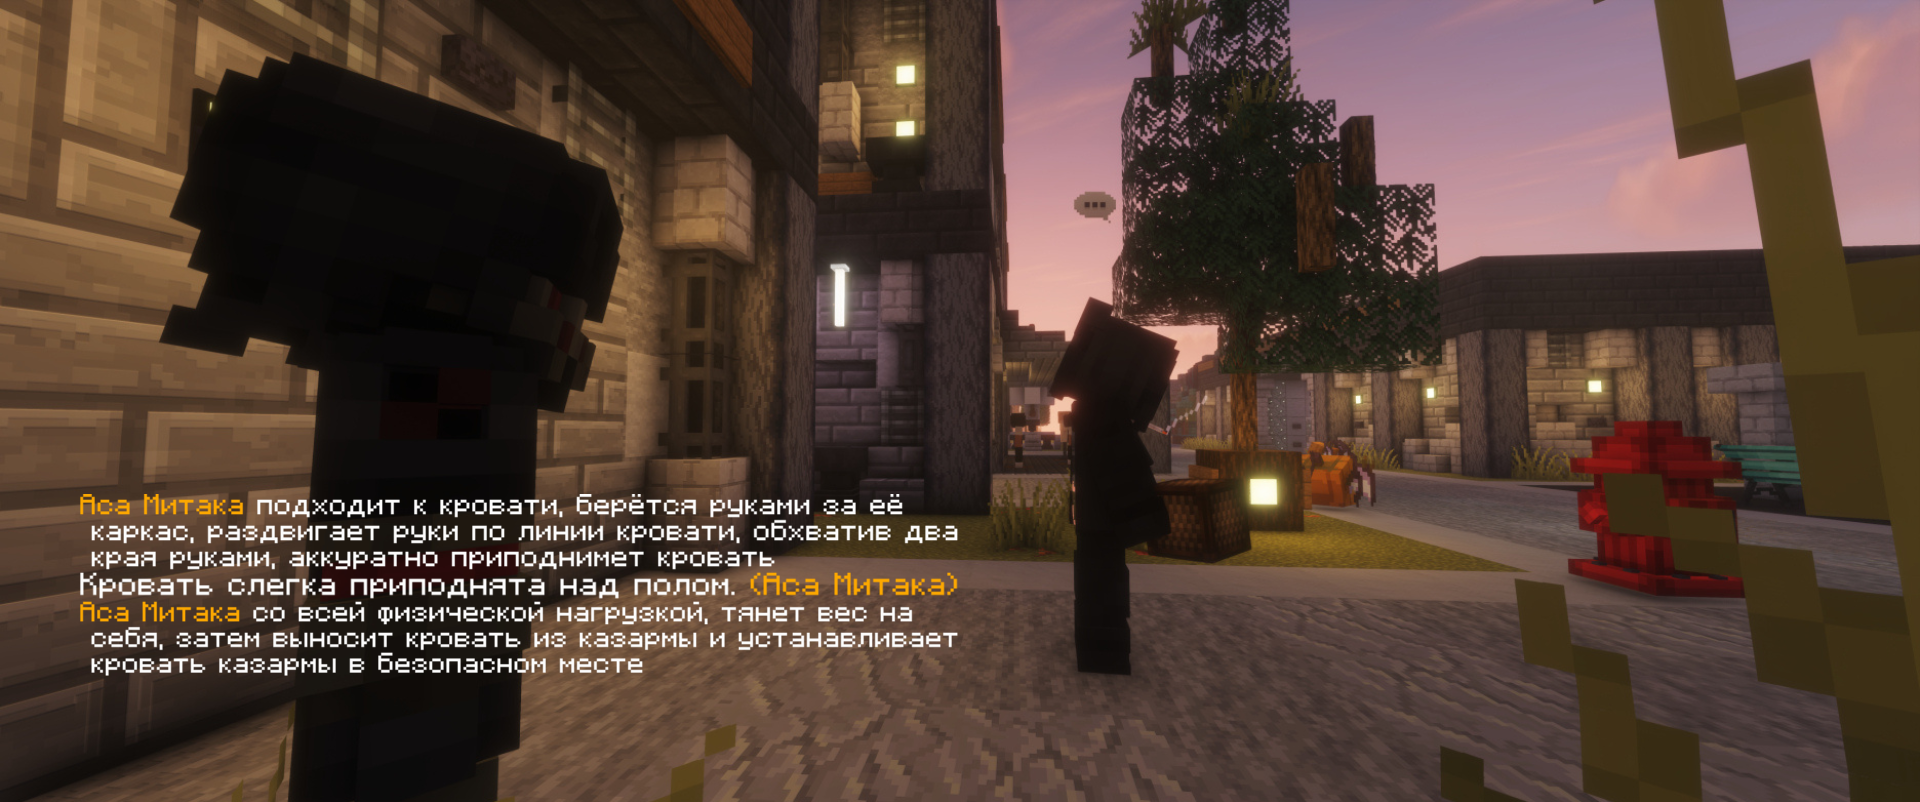 Аса Митака подходит к кровати, берётся руками за её
каркас, раздвигает руки по линии кровати, обхватив два
края руками, аккуратно приподнимет кровать
Кровать слегка приподнята над полом. (Аса Митака)
Аса Митака со всей физической нагрузкой, тянет вес на
себя, затем выносит кровать из казармы и устанавливает
кровать казармы в безопасном месте